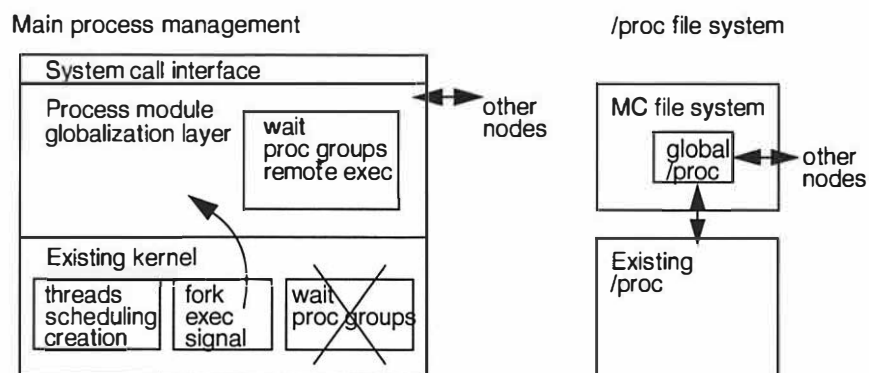 Main process management
System call interface
Process module
globalization layer
wait
proc groups
remote exec
other
nodes
Existing kernel
threads
scheduling
creation
fork
exec
signal
wait
proc groups
/proc file system
MC file system
global
/proc
other
nodes
Existing
/proc